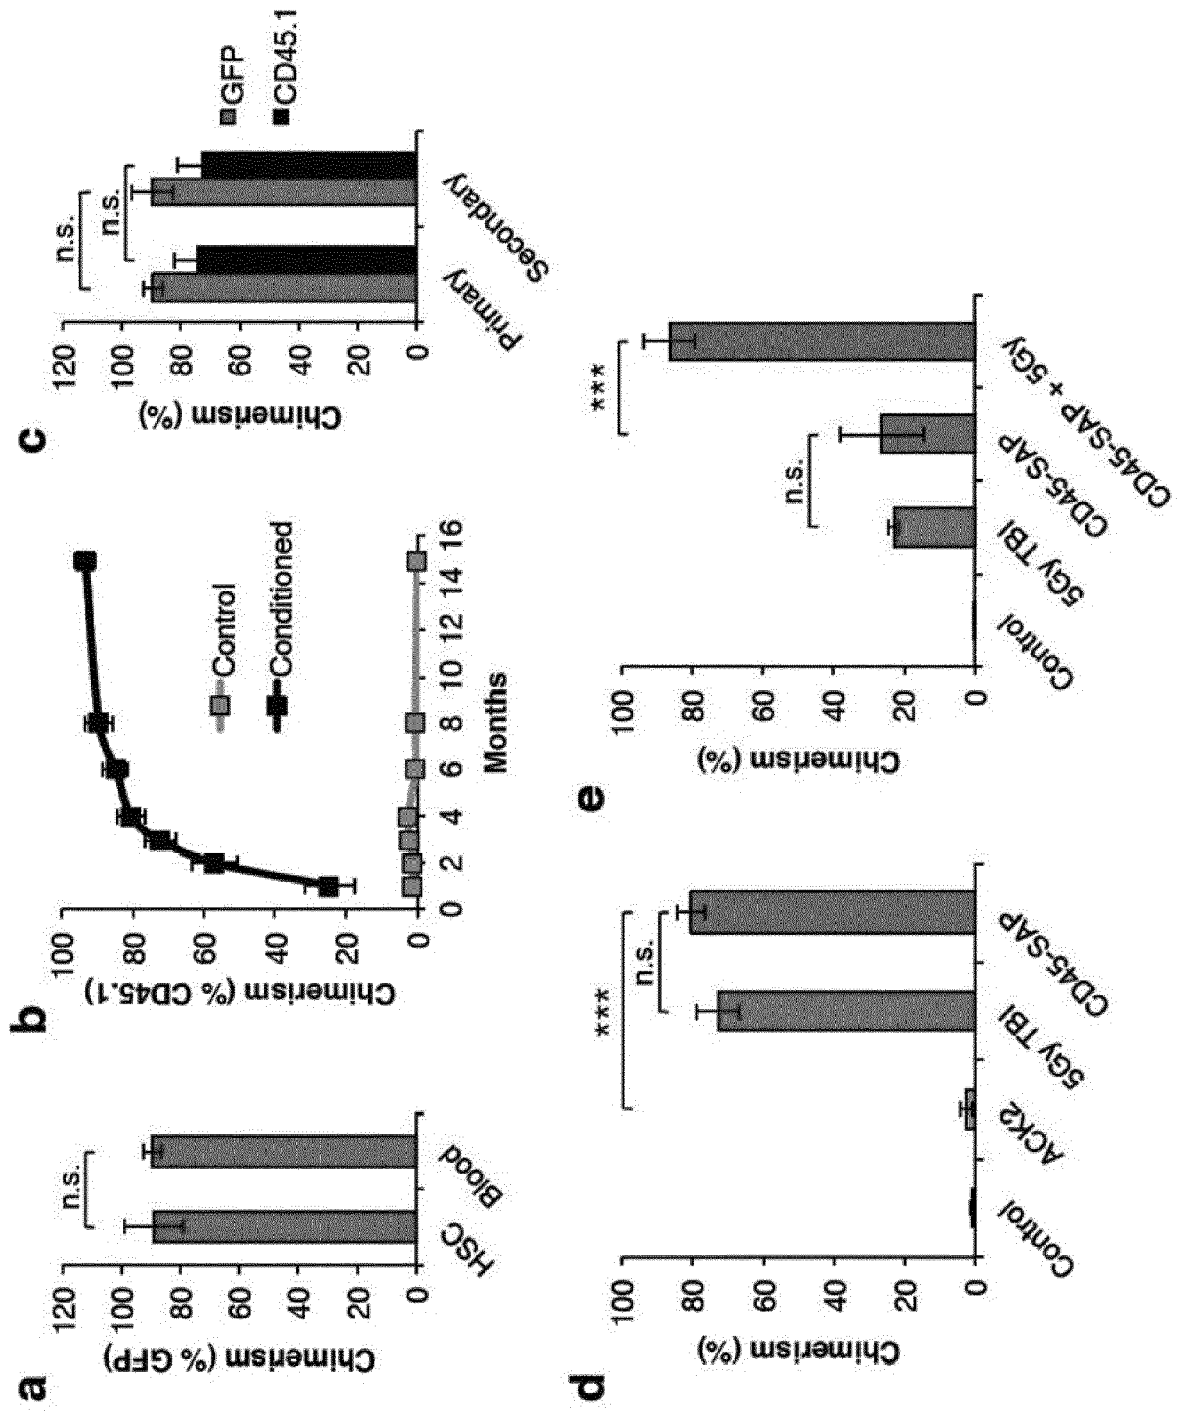 a
Chimerism (% GFP)
120
100
80
60
40
20
0
n.s.
HSC
Blood
b
Chimerism (% CD45.1)
100
80
60
40
20
0
Control
Conditioned
0 2 4 6 8 10 12 14 16
Months
c
Chimerism (%)
120
100
80
60
40
20
0
n.s.
n.s.
GFP
CD45.1
Primary
Secondary
d
Chimerism (%)
100
80
60
40
20
0
***
n.s.
Control
ACK2
5Gy TBI
CD45-SAP
e
Chimerism (%)
100
80
60
40
20
0
***
n.s.
Control
5Gy TBI
CD45-SAP
CD45-SAP + 5Gy